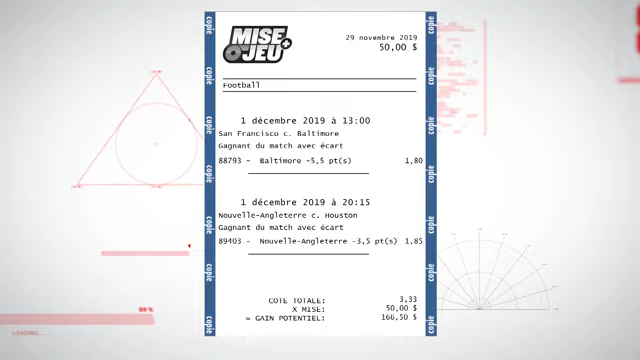 MISE
O JEU+
29 novembre 2019
50,00 $
Football
1 décembre 2019 à 13:00
San Francisco c. Baltimore
Gagnant du match avec écart
88793 - Baltimore -5,5 pt(s) 1,80
1 décembre 2019 à 20:15
Nouvelle-Angleterre c. Houston
Gagnant du match avec écart
89403 - Nouvelle-Angleterre -3,5 pt(s) 1,85
COTE TOTALE: 3,33
X MISE: 50,00 $
= GAIN POTENTIEL: 166,50 $
copie
copie
copie
copie
copie
copie
copie
copie
copie
copie
copie
copie
LOADING...